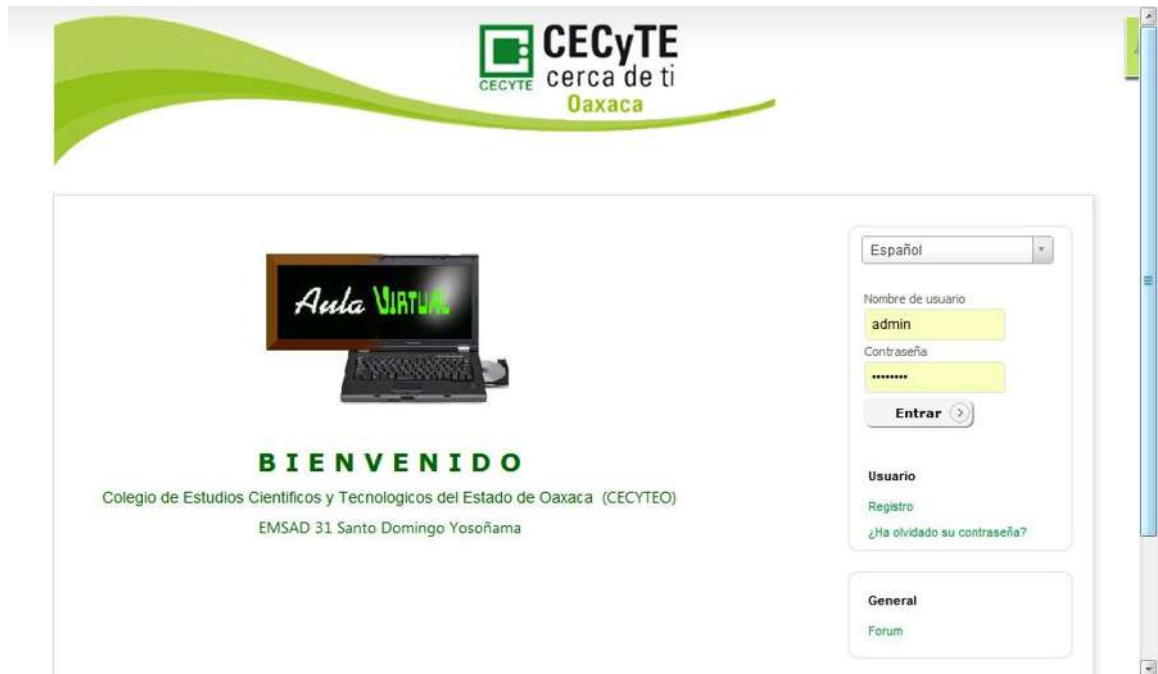 CECyTE
cerca de ti
CECYTE
Oaxaca
Español
Aula VIRTUAL
Nombre de usuario
admin
Contraseña
••••••••
Entrar
BIENVENIDO
Colegio de Estudios Cientificos y Tecnologicos del Estado de Oaxaca (CECYTEO)
EMSAD 31 Santo Domingo Yosoñama
Usuario
Registro
¿Ha olvidado su contraseña?
General
Forum